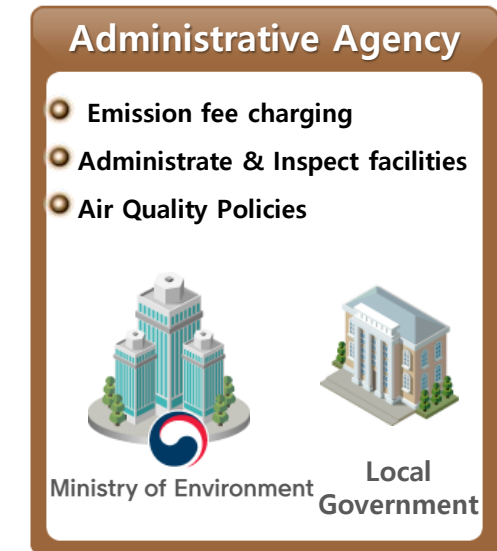 Administrative Agency
Emission fee charging
Administrate & Inspect facilities
Air Quality Policies
Ministry of Environment
Local
Government